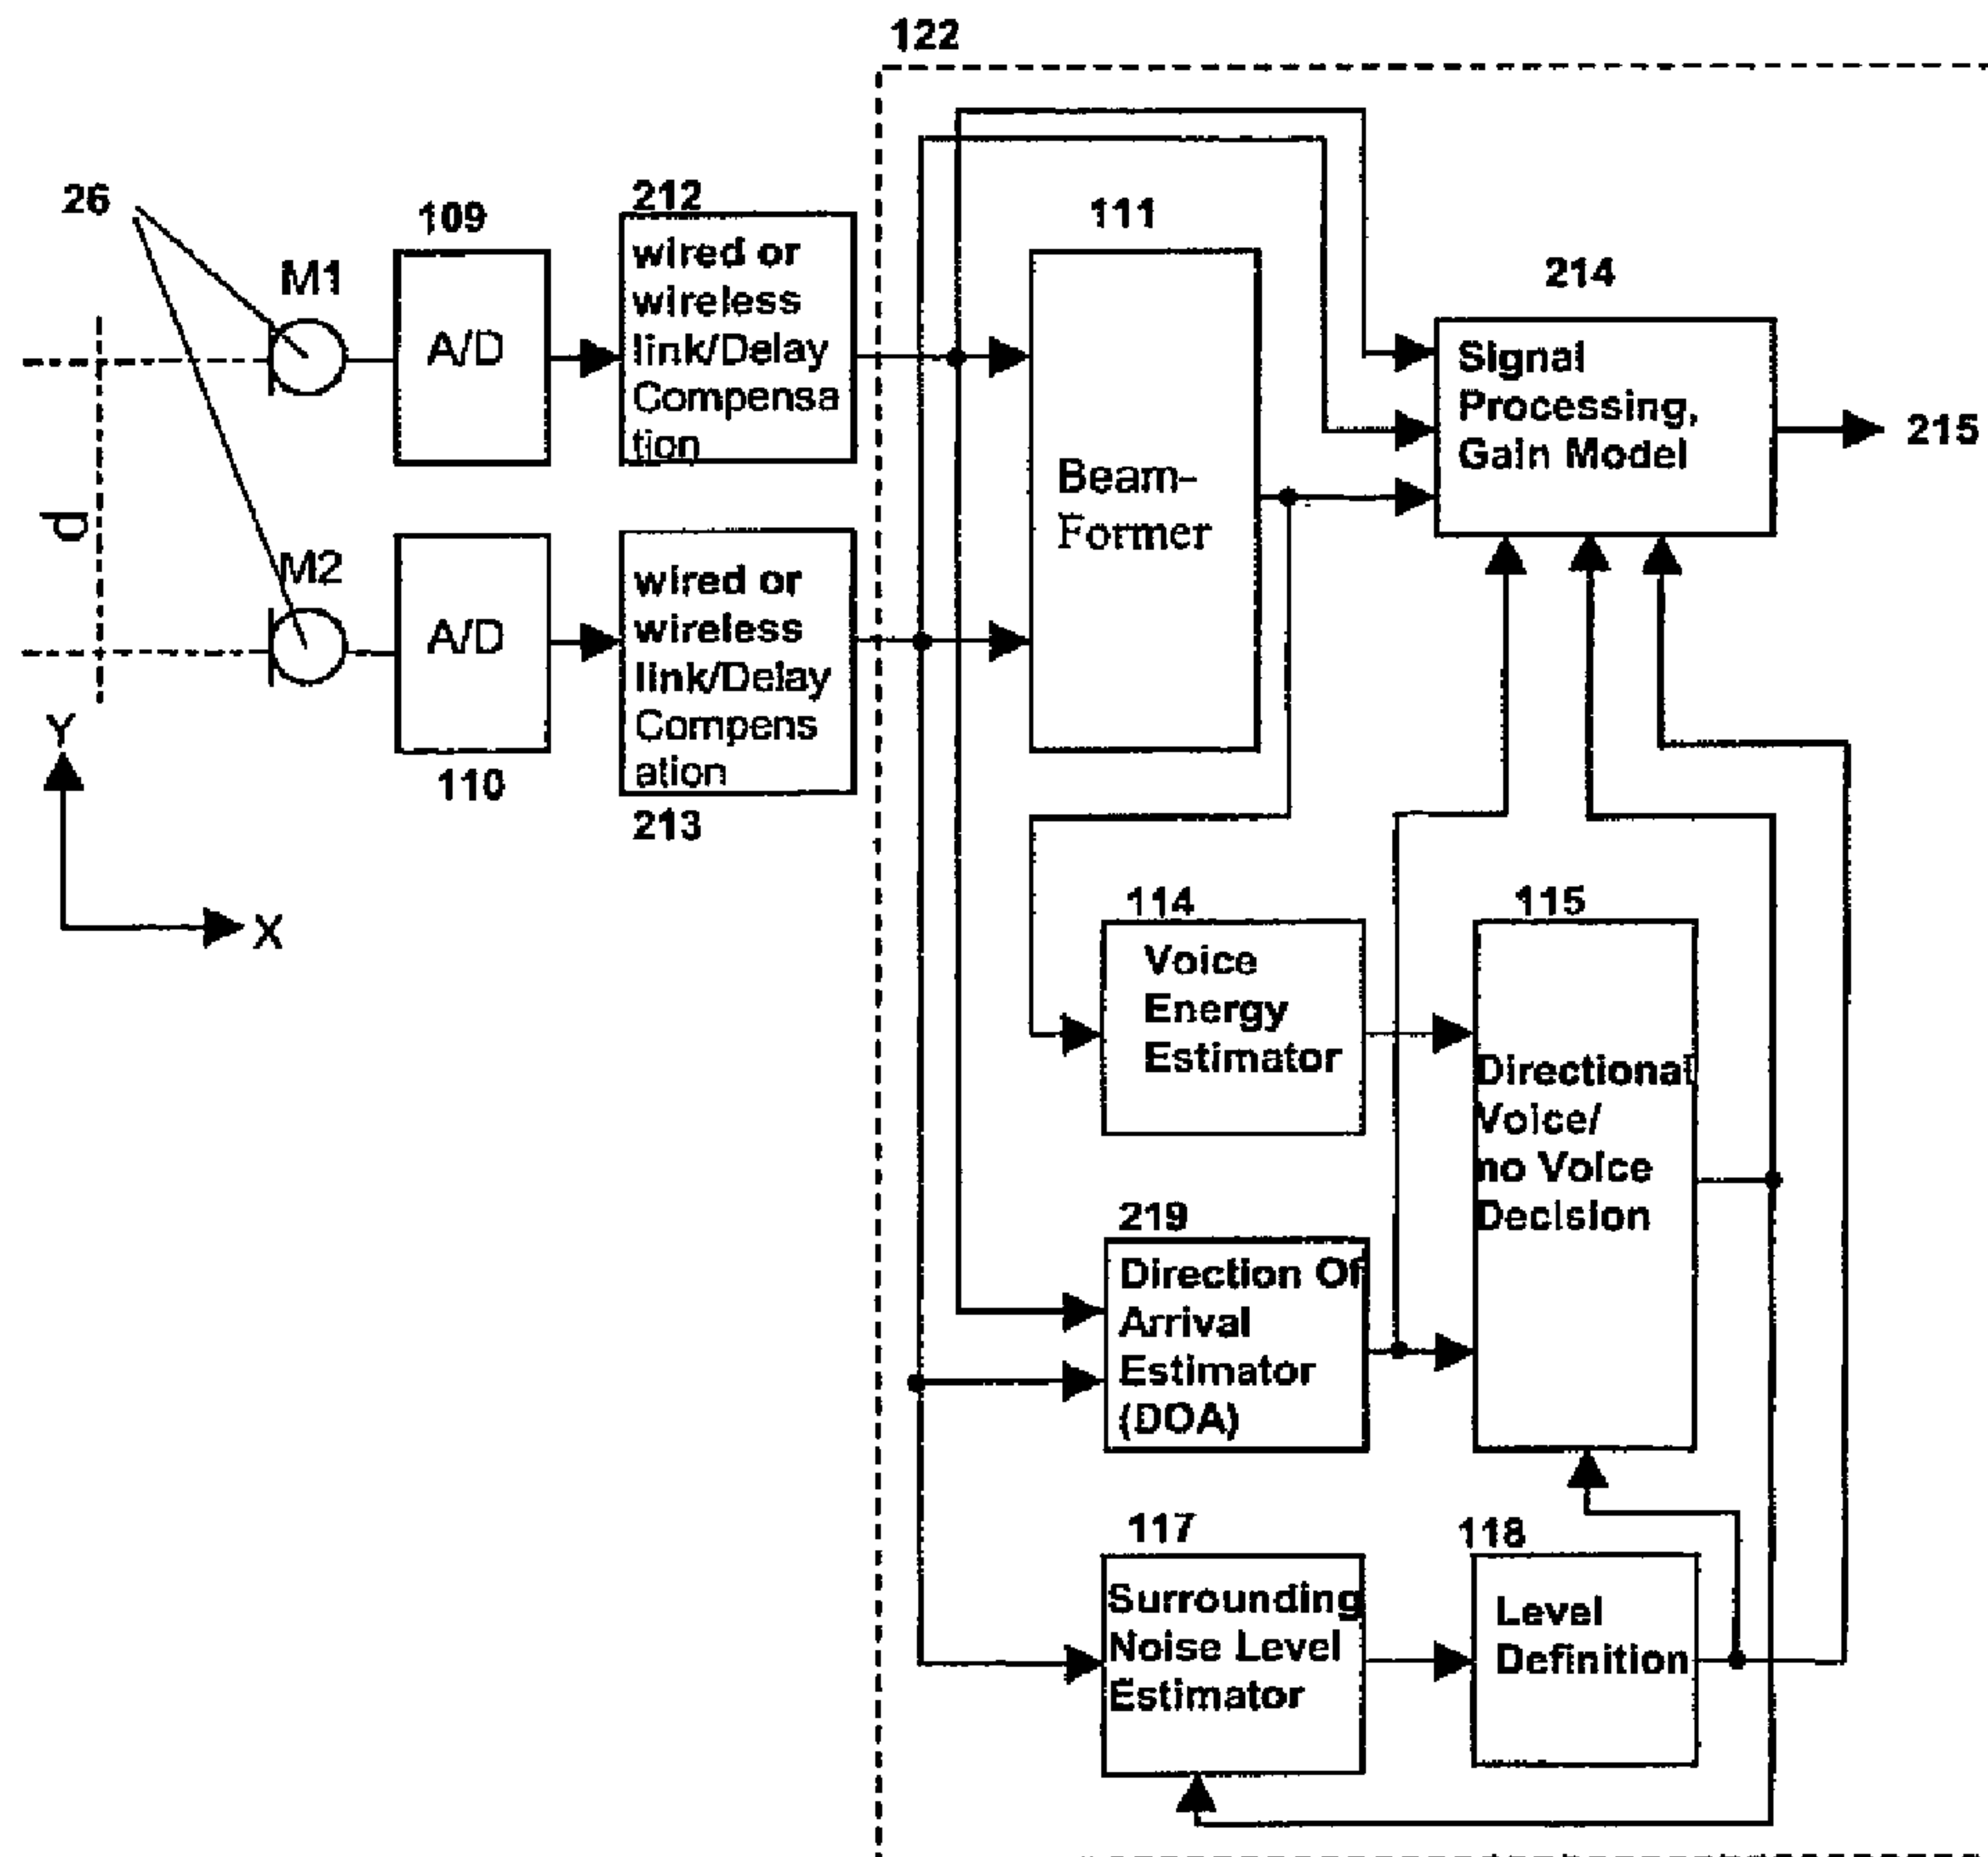 122
26
M1
109
A/D
212
wired or
wireless
link/Delay
Compensa
tion
111
Beam-
Former
214
Signal
Processing,
Gain Model
215
d
M2
A/D
110
wired or
wireless
link/Delay
Compens
ation
213
Y
X
114
Voice
Energy
Estimator
115
Directional
Voice/
no Voice
Decision
219
Direction Of
Arrival
Estimator
(DOA)
117
Surrounding
Noise Level
Estimator
118
Level
Definition